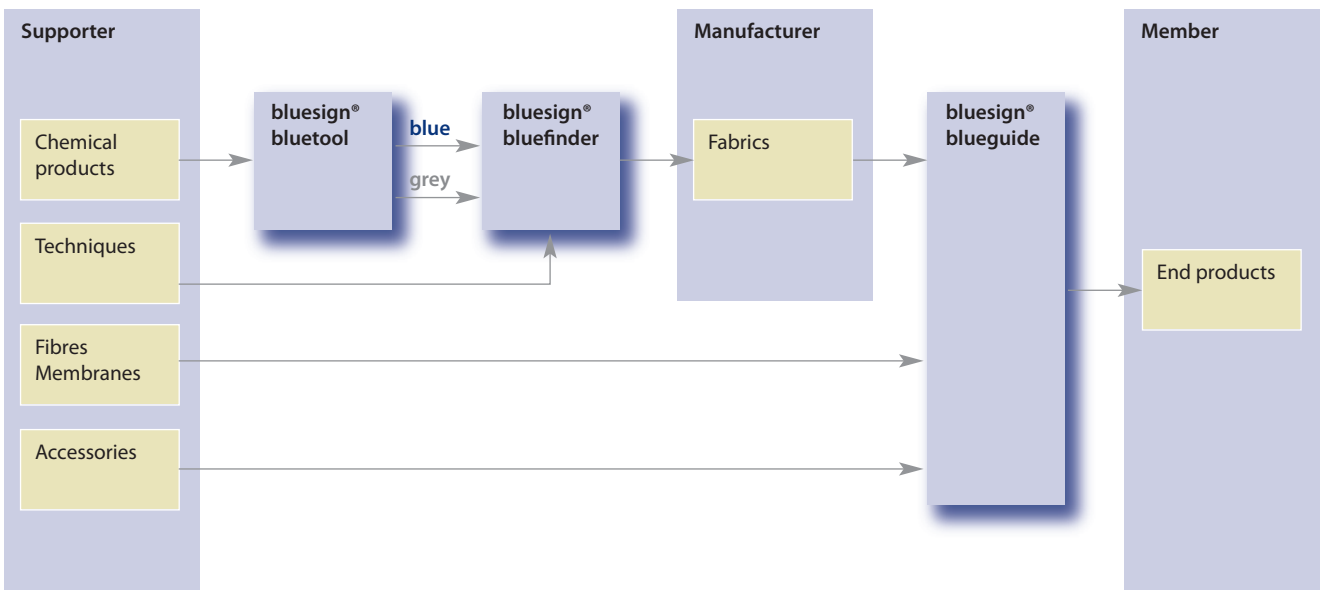 Supporter
Manufacturer
Member
bluesign®
bluetool
blue
grey
bluesign®
bluefinder
bluesign®
blueguide
Chemical
products
Fabrics
Techniques
End products
Fibres
Membranes
Accessories